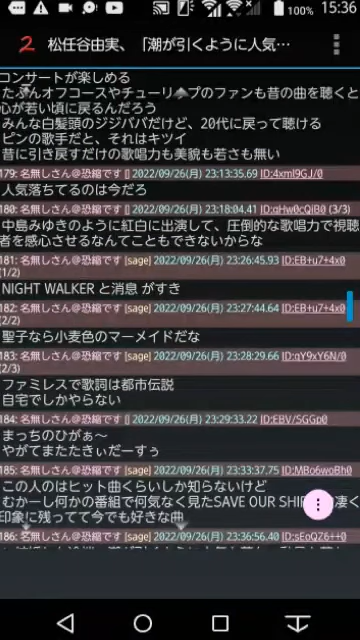 100% 15:36
2 松任谷由実、「潮が引くように人気…
コンサートが楽しめる
たぶんオフコースやチューリップのファンも昔の曲を聴くと
心が若い頃に戻るんだろう
みんな白髪頭のジジババだけど、20代に戻って聴ける
ピンの歌手だと、それはキツイ
昔に引き戻すだけの歌唱力も美貌も若さも無い
179: 名無しさん@恐縮です [] 2022/09/26(月) 23:13:35.69 ID:4xml9GJ/0
人気落ちてるのは今だろ
180: 名無しさん@恐縮です [] 2022/09/26(月) 23:18:04.41 ID:qHw0cQIB0 (3/3)
中島みゆきのように紅白に出演して、圧倒的な歌唱力で視聴
者を感心させるなんてこともできないからな
181: 名無しさん@恐縮です [sage] 2022/09/26(月) 23:26:45.93 ID:EB+u7+4x0
(1/2)
NIGHT WALKER と消息 がすき
182: 名無しさん@恐縮です [sage] 2022/09/26(月) 23:27:44.64 ID:EB+u7+4x0
(2/2)
聖子なら小麦色のマーメイドだな
183: 名無しさん@恐縮です [sage] 2022/09/26(月) 23:28:29.66 ID:qY9xY6N/0
(2/3)
ファミレスで歌詞は都市伝説
自宅でしかやらない
184: 名無しさん@恐縮です [] 2022/09/26(月) 23:29:33.22 ID:EBV/SGGp0
まっちのひがぁ～
やがてまたたきぃだーすぅ
185: 名無しさん@恐縮です [sage] 2022/09/26(月) 23:33:37.75 ID:MBo6woBh0
この人のはヒット曲くらいしか知らないけど
むかーし何かの番組で何気なく見たSAVE OUR SHIP 凄く
印象に残ってて今でも好きな曲
186: 名無しさん@恐縮です [sage] 2022/09/26(月) 23:36:56.40 ID:sEoQZ6++0